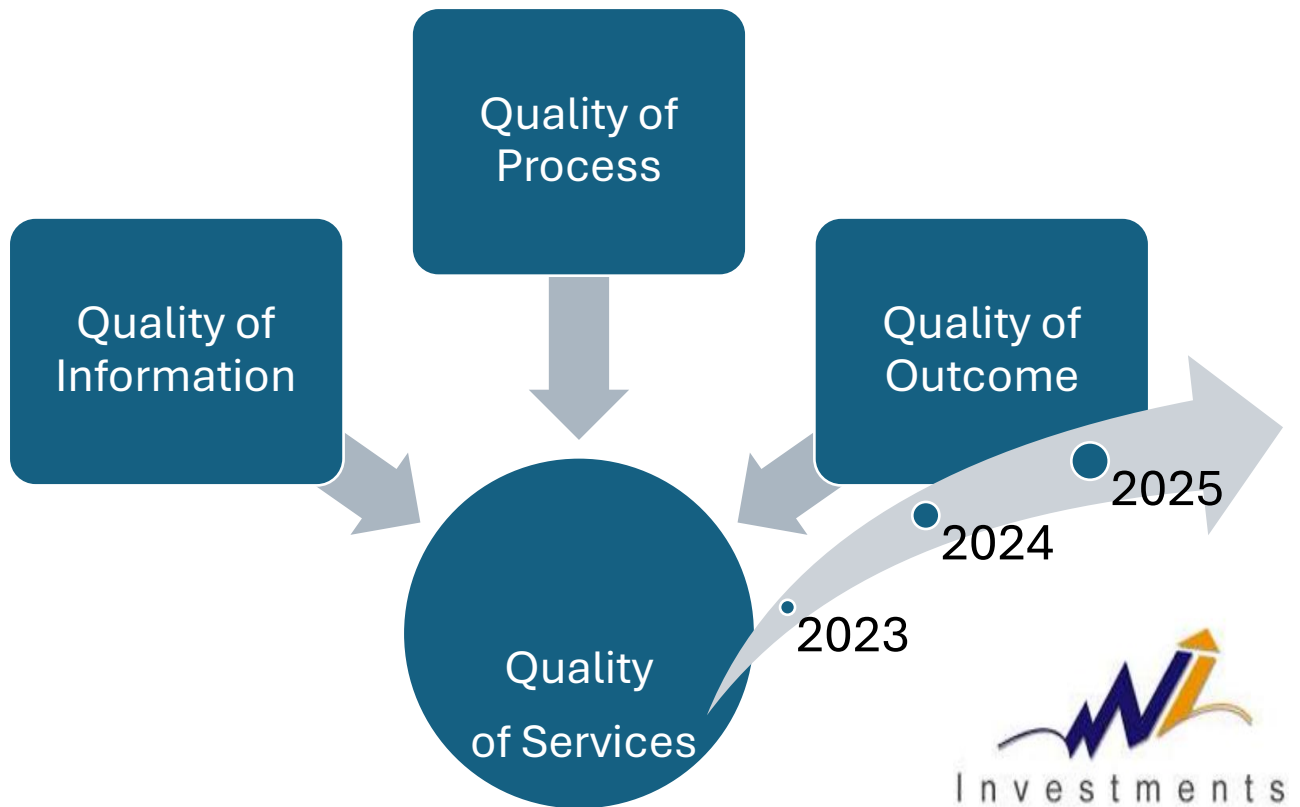 Quality of
Process
Quality of
Information
Quality of
Outcome
2025
2024
2023
Quality
of Services
Investments